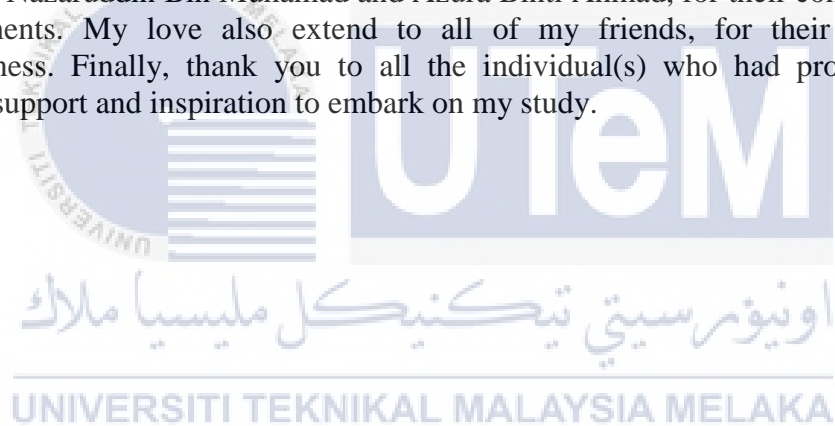 Nazaruddin Bin Muhamad and Azura Binti Ahmad, for their
ments. My love also extend to all of my friends, for their
ness. Finally, thank you to all the individual(s) who had
support and inspiration to embark on my study.
UNIVERSITI TEKNIKAL
UTeM
اونيۏرسيتي تيكنيكل مليسيا ملاك
UNIVERSITI TEKNIKAL MALAYSIA MELAKA